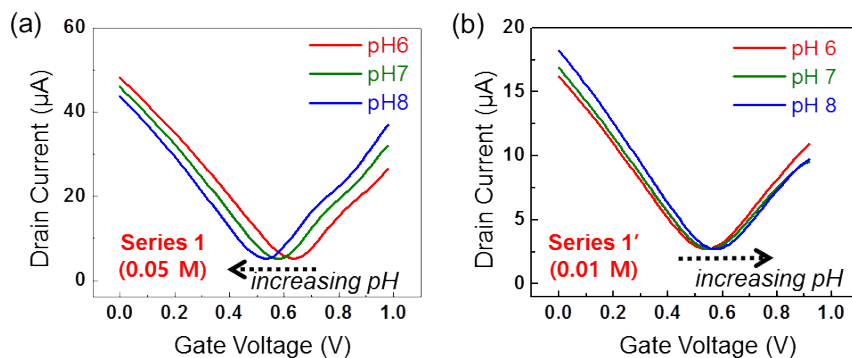 (a)
60
40
20
0
Drain Current (µA)
pH6
pH7
pH8
Series 1
(0.05 M)
increasing pH
0.0 0.2 0.4 0.6 0.8 1.0
Gate Voltage (V)
(b)
20
15
10
5
0
Drain Current (µA)
pH 6
pH 7
pH 8
Series 1′
(0.01 M)
increasing pH
0.0 0.2 0.4 0.6 0.8 1.0
Gate Voltage (V)